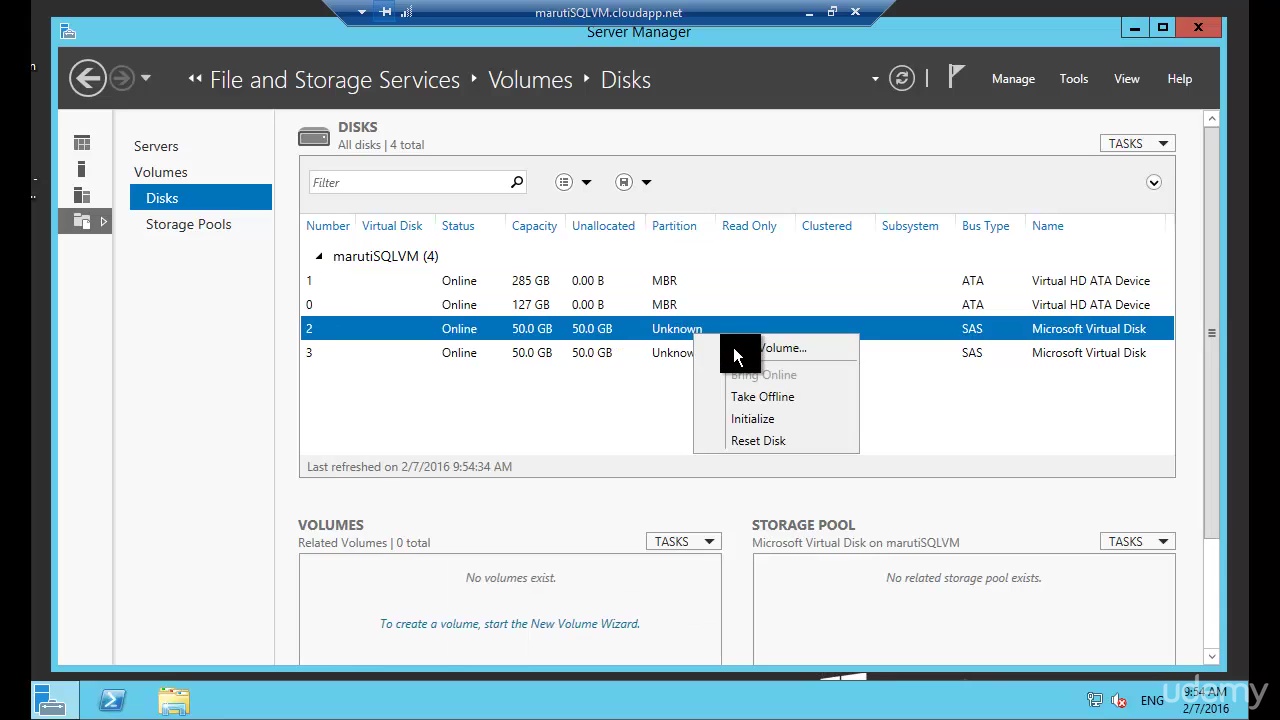 marutiSQLVM.cloudapp.net
Server Manager
File and Storage Services Volumes Disks
Manage Tools View Help
Servers
Volumes
Disks
Storage Pools
DISKS
All disks | 4 total
TASKS
Filter
Number Virtual Disk Status Capacity Unallocated Partition Read Only Clustered Subsystem Bus Type Name
marutiSQLVM (4)
1 Online 285 GB 0.00 B MBR ATA Virtual HD ATA Device
0 Online 127 GB 0.00 B MBR ATA Virtual HD ATA Device
2 Online 50.0 GB 50.0 GB Unknown SAS Microsoft Virtual Disk
3 Online 50.0 GB 50.0 GB Unknow SAS Microsoft Virtual Disk
Volume...
Bring Online
Take Offline
Initialize
Reset Disk
Last refreshed on 2/7/2016 9:54:34 AM
VOLUMES
Related Volumes | 0 total
TASKS
No volumes exist.
To create a volume, start the New Volume Wizard.
STORAGE POOL
Microsoft Virtual Disk on marutiSQLVM
TASKS
No related storage pool exists.
ENG
9:54 AM
2/7/2016
udemy